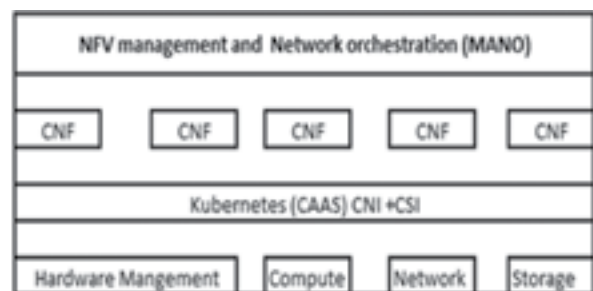 NFV management and Network orchestration (MANO)
CNF CNF CNF CNF CNF
Kubernetes (CAAS) CNI +CSI
Hardware Mangement Compute Network Storage